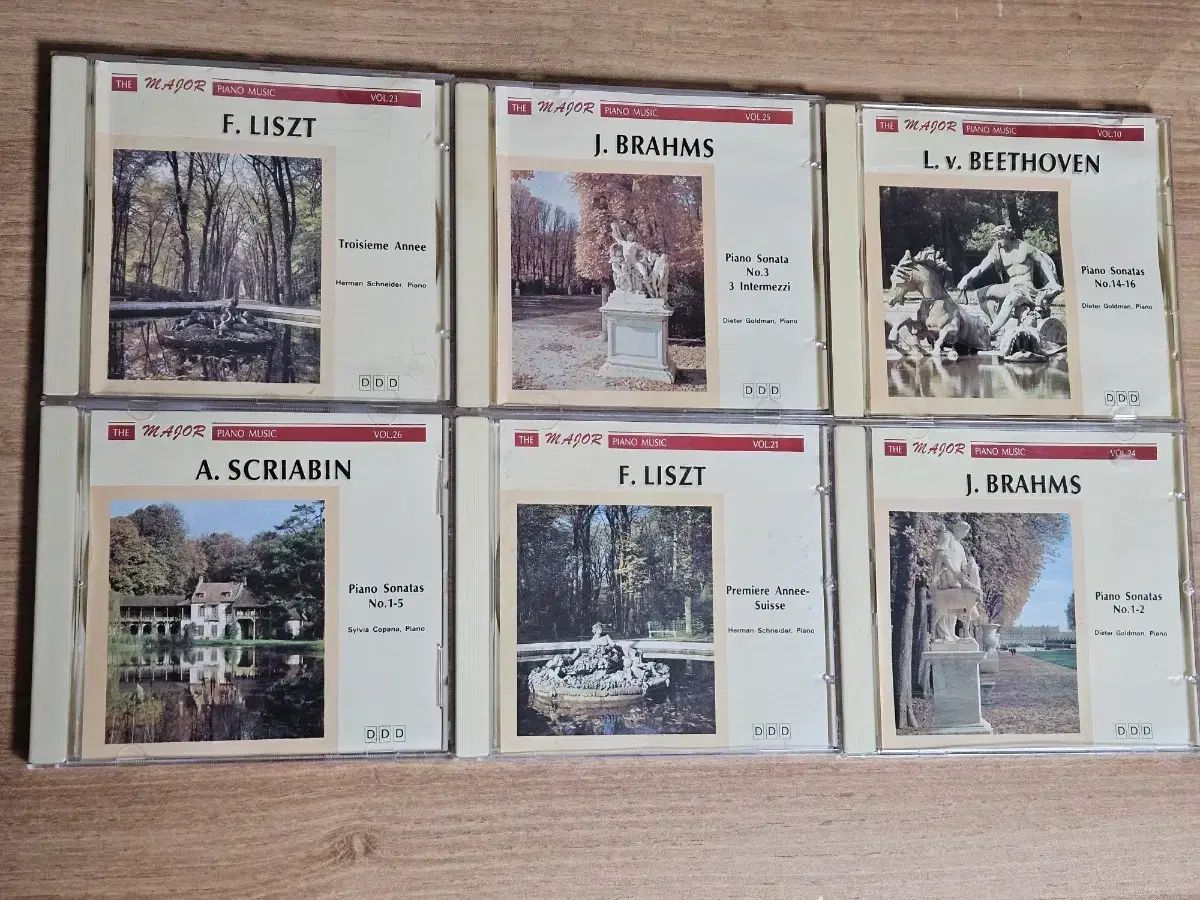 THE MAJOR PIANO MUSIC VOL.23
F. LISZT
Troisieme Annee
Herman Schneider, Piano
DDD
THE MAJOR PIANO MUSIC VOL.25
J. BRAHMS
Piano Sonata
No.3
3 Intermezzi
Dieter Goldman, Piano
DDD
THE MAJOR PIANO MUSIC VOL.10
L. v. BEETHOVEN
Piano Sonatas
No.14-16
Dieter Goldman, Piano
DDD
THE MAJOR PIANO MUSIC VOL.26
A. SCRIABIN
Piano Sonatas
No.1-5
Sylvia Copana, Piano
DDD
THE MAJOR PIANO MUSIC VOL.21
F. LISZT
Premiere Annee-
Suisse
Herman Schneider, Piano
DDD
THE MAJOR PIANO MUSIC VOL.24
J. BRAHMS
Piano Sonatas
No.1-2
Dieter Goldman, Piano
DDD